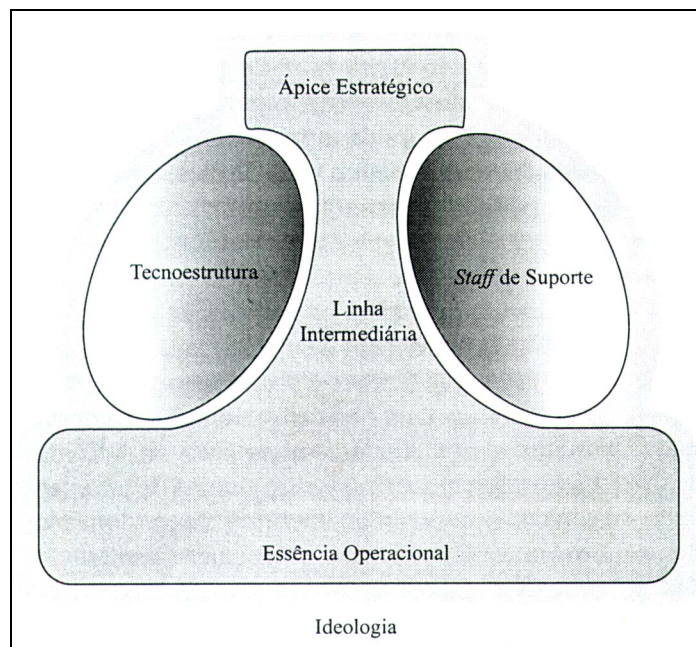 Ápice Estratégico
Tecnoestrutura
Staff de Suporte
Linha
Intermediária
Essência Operacional
Ideologia